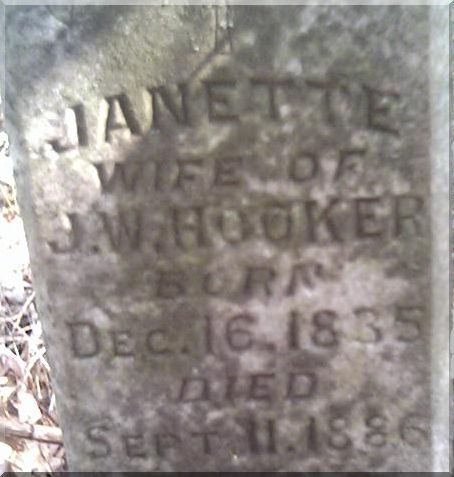 JANETTE
WIFE OF
J.W. HOOKER
BORN
DEC. 16. 1835
DIED
SEPT. 11. 1886